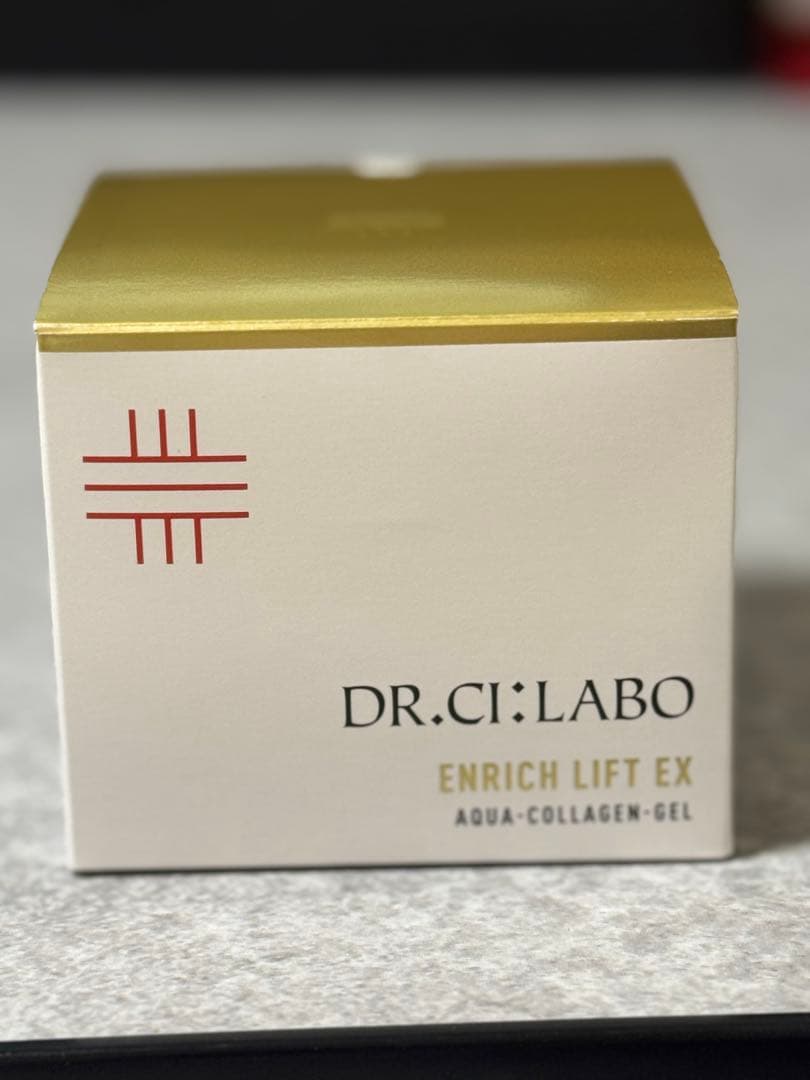 DR.CI:LABO
ENRICH LIFT EX
AQUA-COLLAGEN-GEL